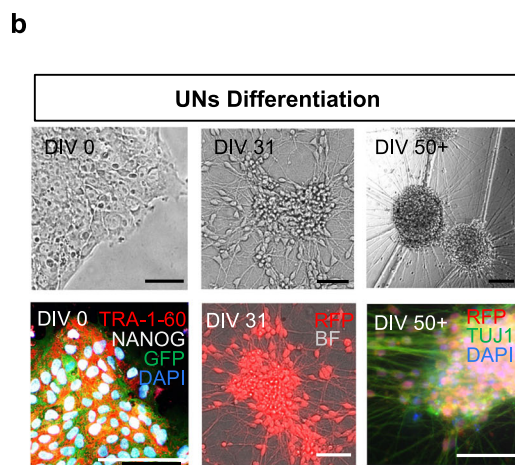 b
UNs Differentiation
DIV 0
DIV 31
DIV 50+
DIV 0
TRA-1-60
NANOG
GFP
DAPI
DIV 31
RFP
BF
DIV 50+
RFP
TUJ1
DAPI